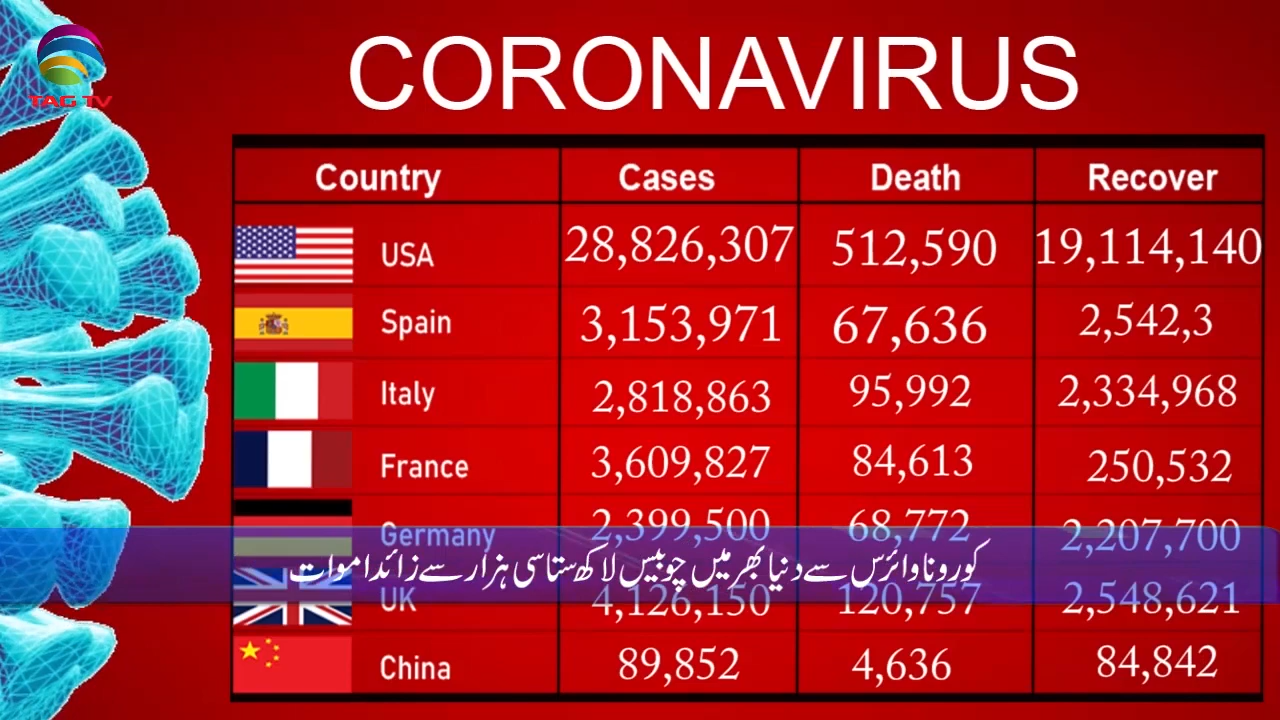 CORONAVIRUS
TAG TV
Country Cases Death Recover
USA 28,826,307 512,590 19,114,140
Spain 3,153,971 67,636 2,542,3
Italy 2,818,863 95,992 2,334,968
France 3,609,827 84,613 250,532
Germany 2,399,500 68,772 2,207,700
کورونا وائرس سے دنیا بھر میں چوبیس لاکھ ستاسی ہزار سے زائد اموات
UK 4,126,150 120,757 2,548,621
China 89,852 4,636 84,842